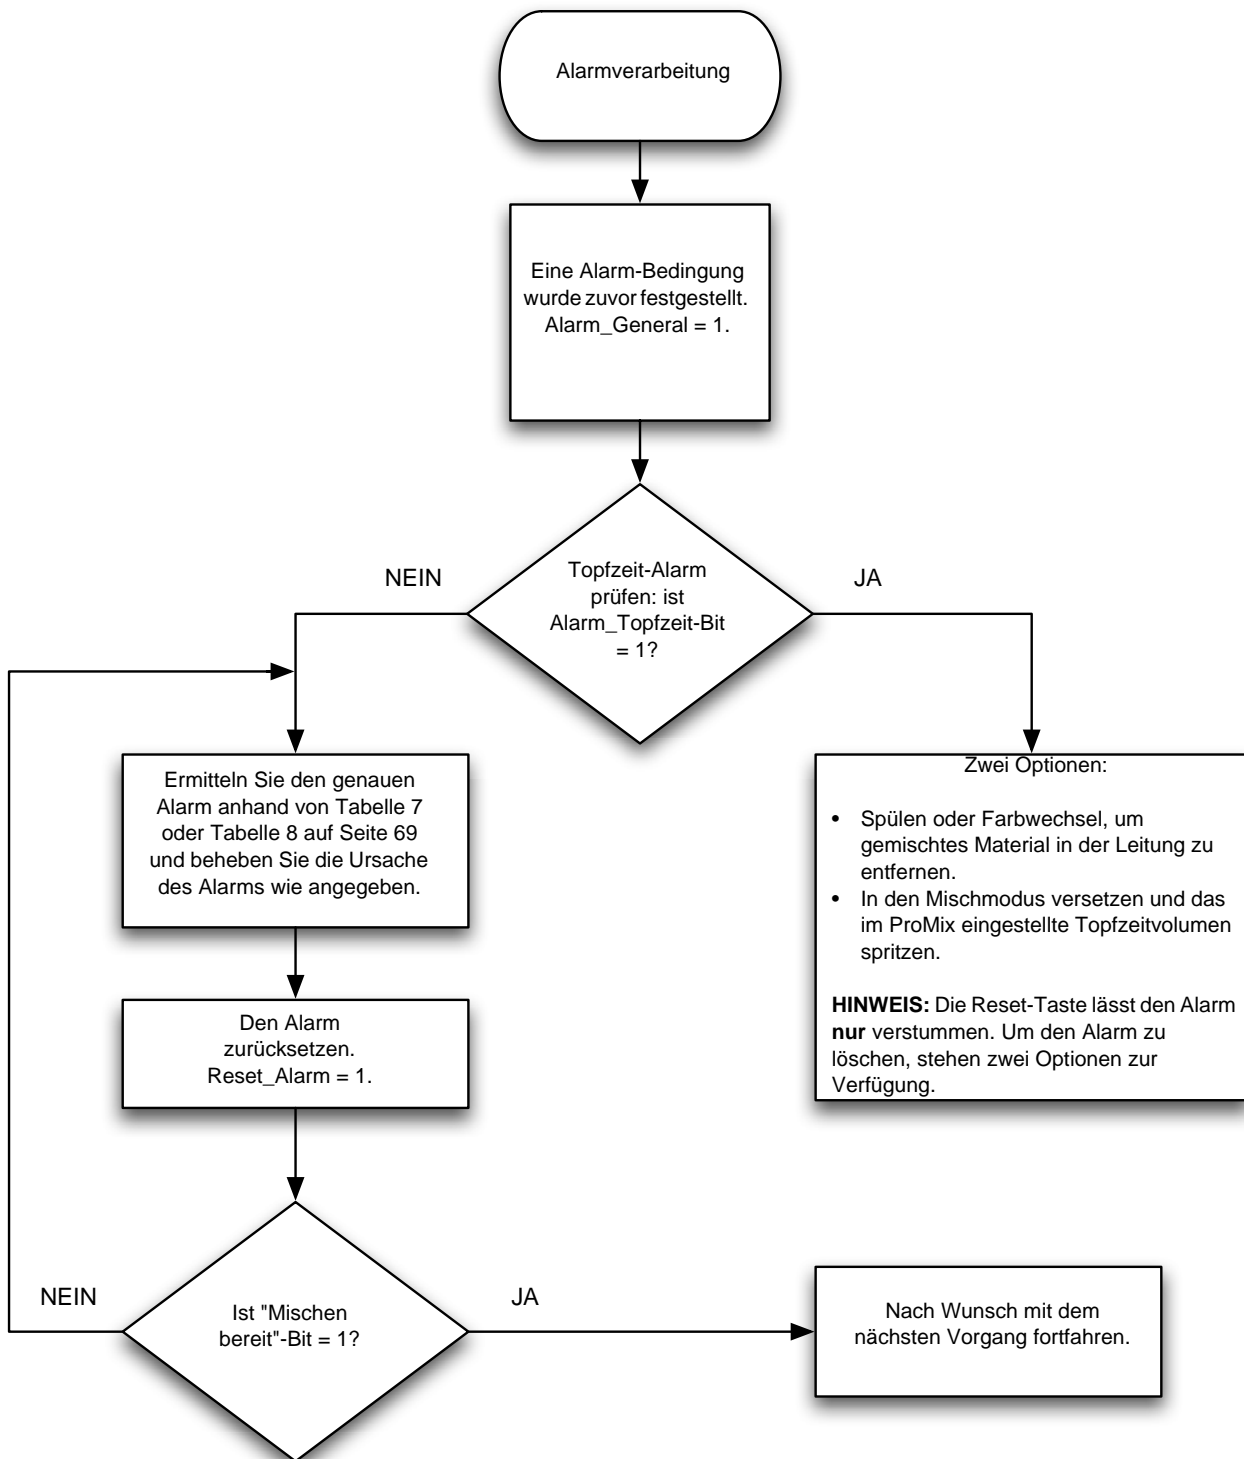 Alarmverarbeitung
Eine Alarm-Bedingung
wurde zuvor festgestellt.
Alarm_General = 1.
Topfzeit-Alarm
prüfen: ist
Alarm_Topfzeit-Bit
= 1?
NEIN
JA
Ermitteln Sie den genauen
Alarm anhand von Tabelle 7
oder Tabelle 8 auf Seite 69
und beheben Sie die Ursache
des Alarms wie angegeben.
Zwei Optionen:
• Spülen oder Farbwechsel, um
gemischtes Material in der Leitung zu
entfernen.
• In den Mischmodus versetzen und das
im ProMix eingestellte Topfzeitvolumen
spritzen.
HINWEIS: Die Reset-Taste lässt den Alarm
nur verstummen. Um den Alarm zu
löschen, stehen zwei Optionen zur
Verfügung.
Den Alarm
zurücksetzen.
Reset_Alarm = 1.
Ist "Mischen
bereit"-Bit = 1?
NEIN
JA
Nach Wunsch mit dem
nächsten Vorgang fortfahren.